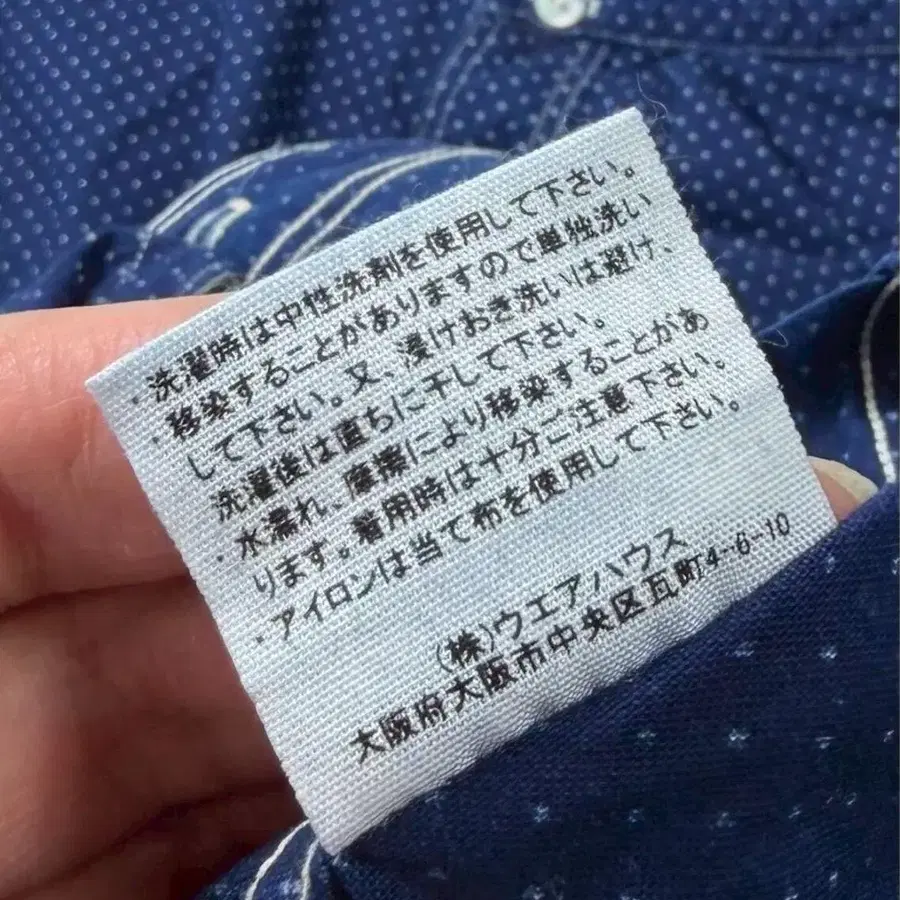 ・洗濯時は中性洗剤を使用して下さい。
・移染することがありますので単独洗い
して下さい。又、浸けおき洗いは避け、
洗濯後は直ちに干して下さい。
・水濡れ、摩擦により移染することがあ
ります。着用時は十分ご注意下さい。
・アイロンは当て布を使用して下さい。
(株)ウエアハウス
大阪府大阪市中央区瓦町4-6-10